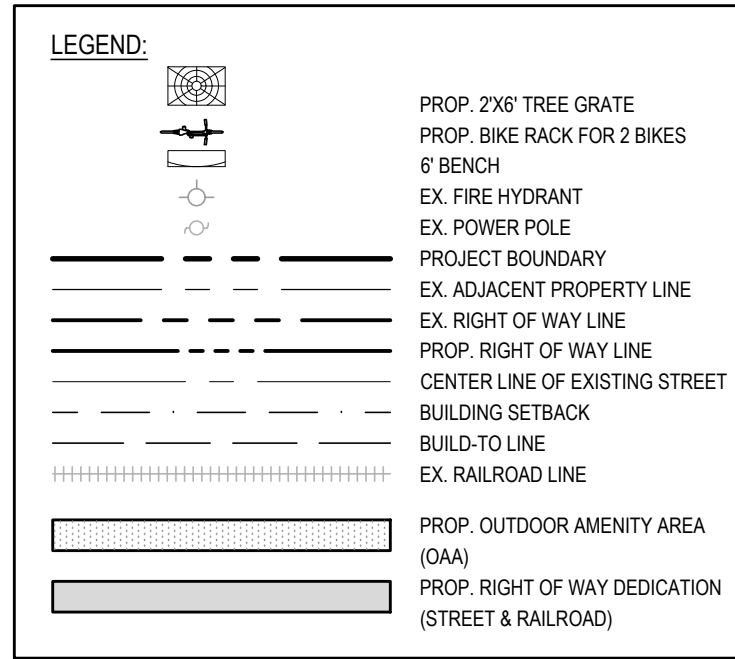 LEGEND:
PROP. 2'X6' TREE GRATE
PROP. BIKE RACK FOR 2 BIKES
6' BENCH
EX. FIRE HYDRANT
EX. POWER POLE
PROJECT BOUNDARY
EX. ADJACENT PROPERTY LINE
EX. RIGHT OF WAY LINE
PROP. RIGHT OF WAY LINE
CENTER LINE OF EXISTING STREET
BUILDING SETBACK
BUILD-TO LINE
EX. RAILROAD LINE
PROP. OUTDOOR AMENITY AREA
(OAA)
PROP. RIGHT OF WAY DEDICATION
(STREET & RAILROAD)